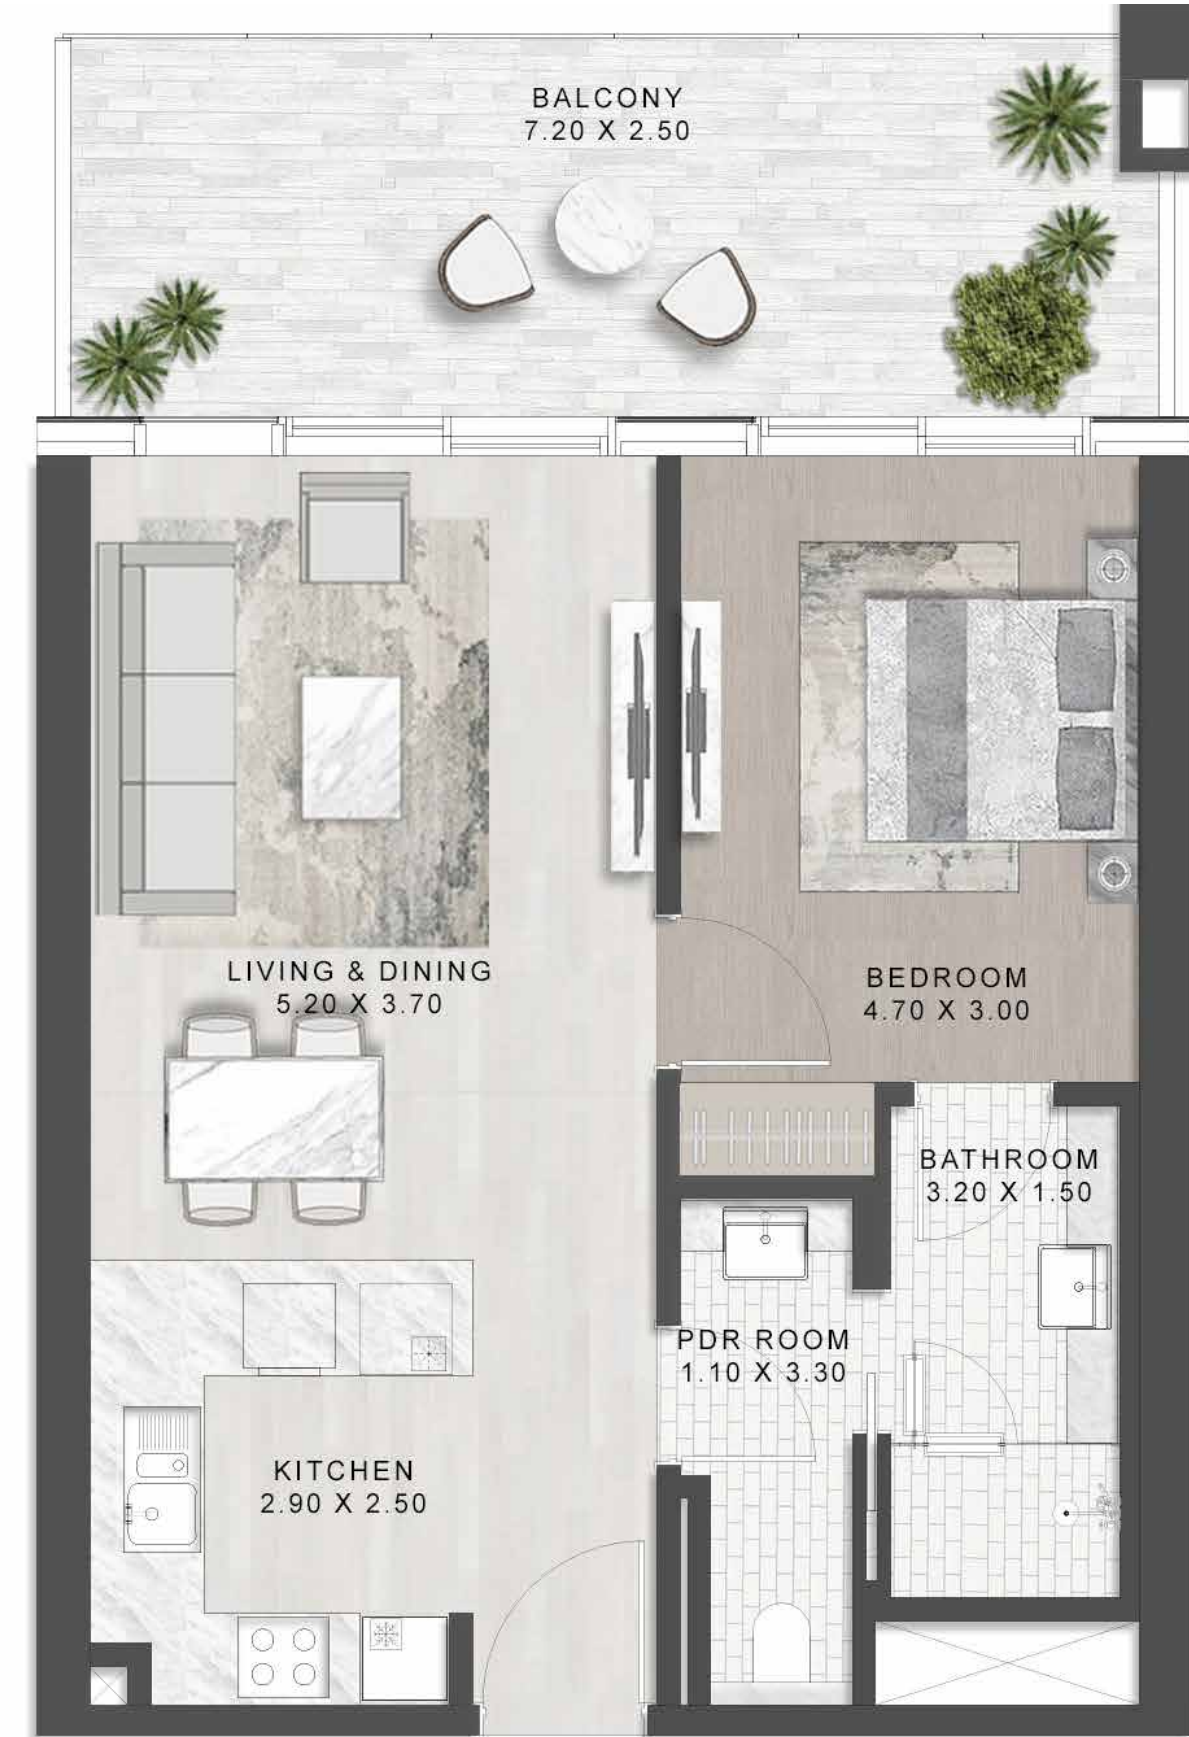 BALCONY
7.20 X 2.50
LIVING & DINING
5.20 X 3.70
BEDROOM
4.70 X 3.00
BATHROOM
3.20 X 1.50
PDR ROOM
1.10 X 3.30
KITCHEN
2.90 X 2.50